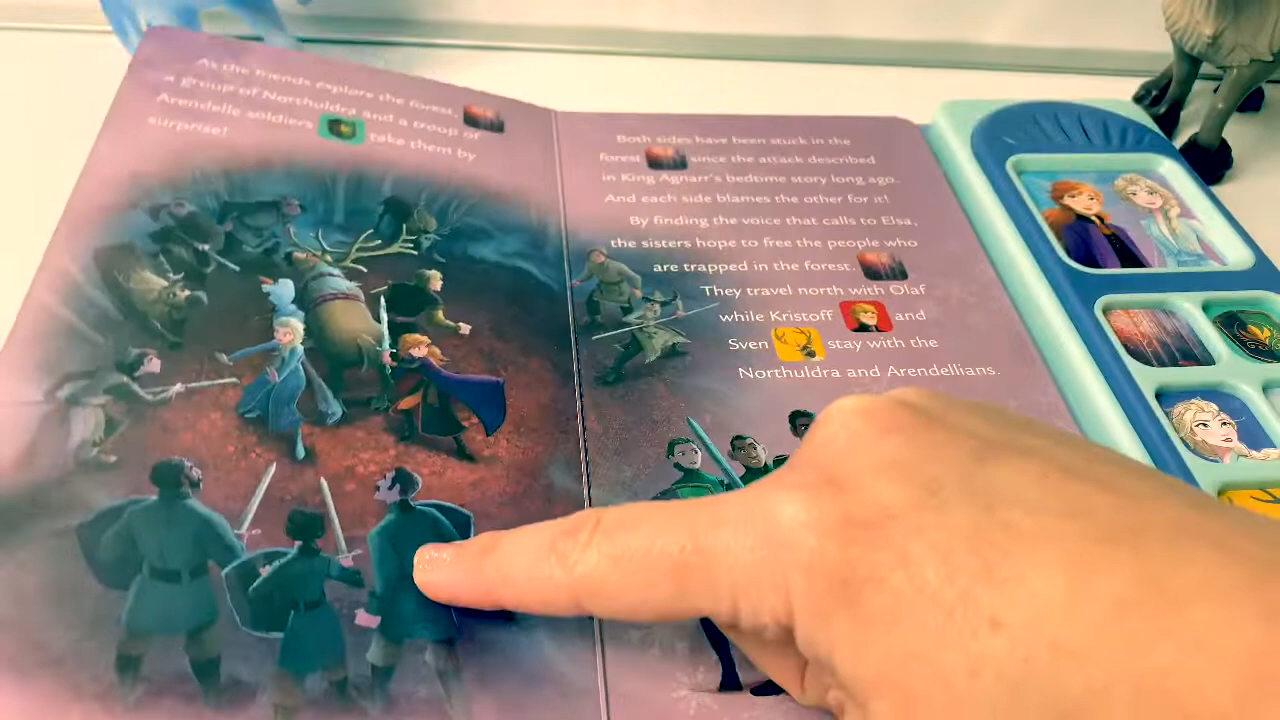 As the friends explore the forest,
a group of Northuldra and a troop of
Arendelle soldiers take them by
surprise!
Both sides have been stuck in the
forest since the attack described
in King Agnarr's bedtime story long ago.
And each side blames the other for it!
By finding the voice that calls to Elsa,
the sisters hope to free the people who
are trapped in the forest.
They travel north with Olaf
while Kristoff and
Sven stay with the
Northuldra and Arendellians.